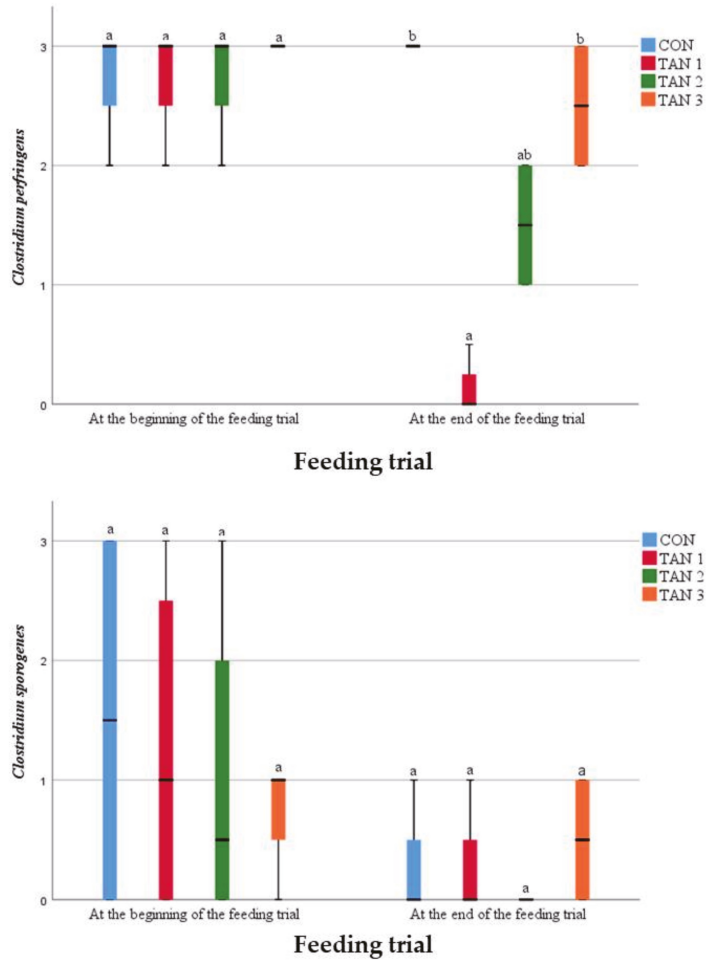 a a a a b b
3
CON
TAN 1
TAN 2
TAN 3
ab
2
Clostridium perfringens
1
a
0
At the beginning of the feeding trial At the end of the feeding trial
Feeding trial
a a a
3
CON
TAN 1
TAN 2
TAN 3
2
Clostridium sporogenes
a a a a
1
a
0
At the beginning of the feeding trial At the end of the feeding trial
Feeding trial